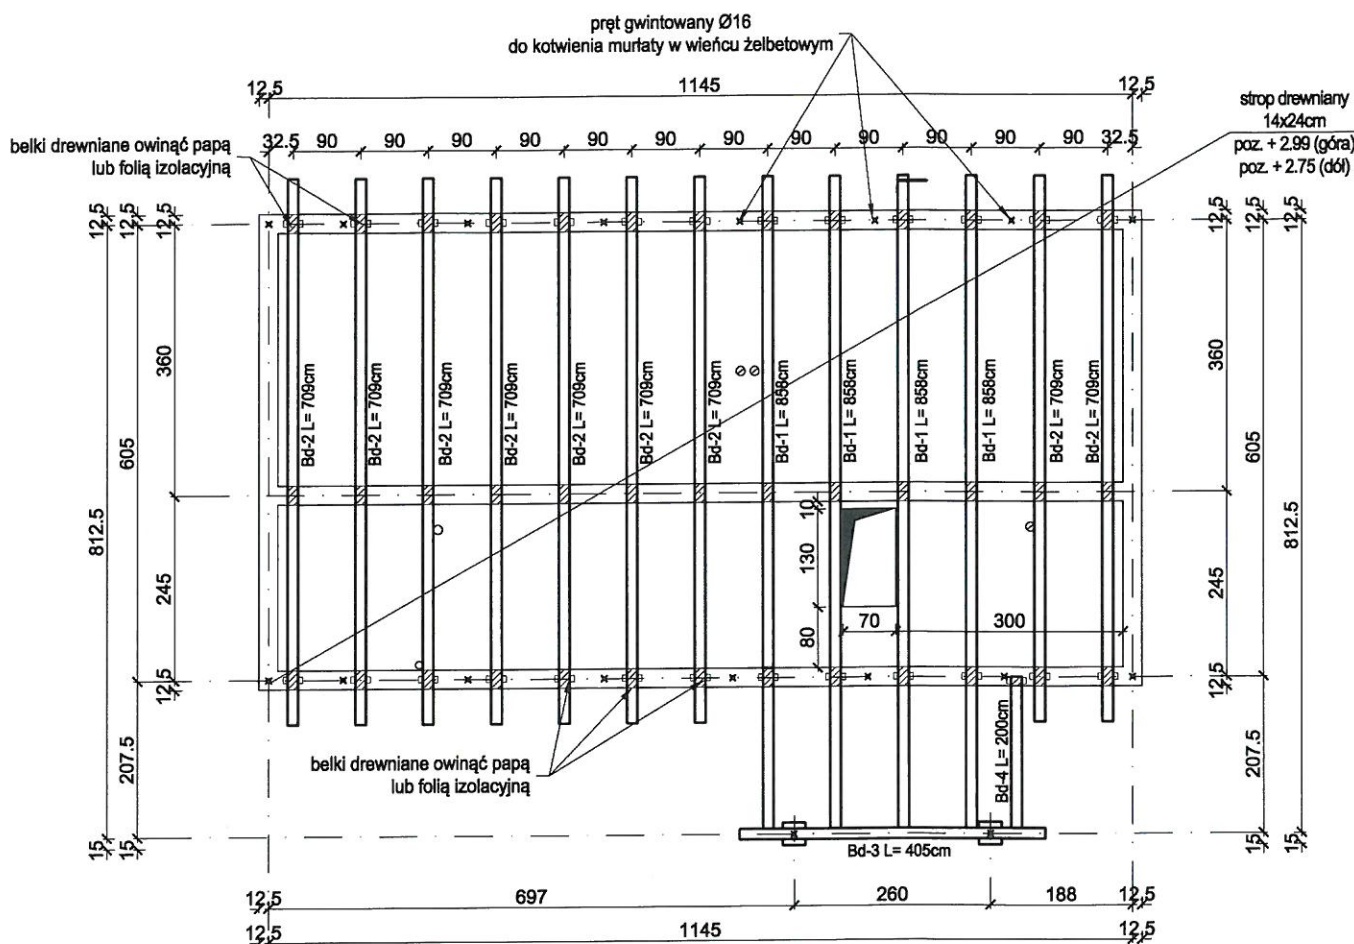 pręt gwintowany Ø16
do kotwienia murłaty w wieńcu żelbetowym
12.5 1145 12.5
strop drewniany
14x24cm
poz. + 2.99 (góra)
poz. + 2.75 (dół)
belki drewniane owinąć papą
lub folią izolacyjną
32.5 90 90 90 90 90 90 90 90 90 90 90 90 32.5
12.5 12.5 12.5
12.5 12.5 12.5
360
605
812.5
245
12.5
207.5
15 15
Bd-2 L= 709cm
Bd-2 L= 709cm
Bd-2 L= 709cm
Bd-2 L= 709cm
Bd-2 L= 709cm
Bd-2 L= 709cm
Bd-2 L= 709cm
Bd-1 L= 858cm
Bd-1 L= 858cm
Bd-1 L= 858cm
Bd-1 L= 858cm
Bd-2 L= 709cm
Bd-2 L= 709cm
360
605
812.5
245
12.5
207.5
15 15
10
130
80
70 300
belki drewniane owinąć papą
lub folią izolacyjną
Bd-4 L= 200cm
Bd-3 L= 405cm
12.5 697 260 188 12.5
12.5 1145 12.5